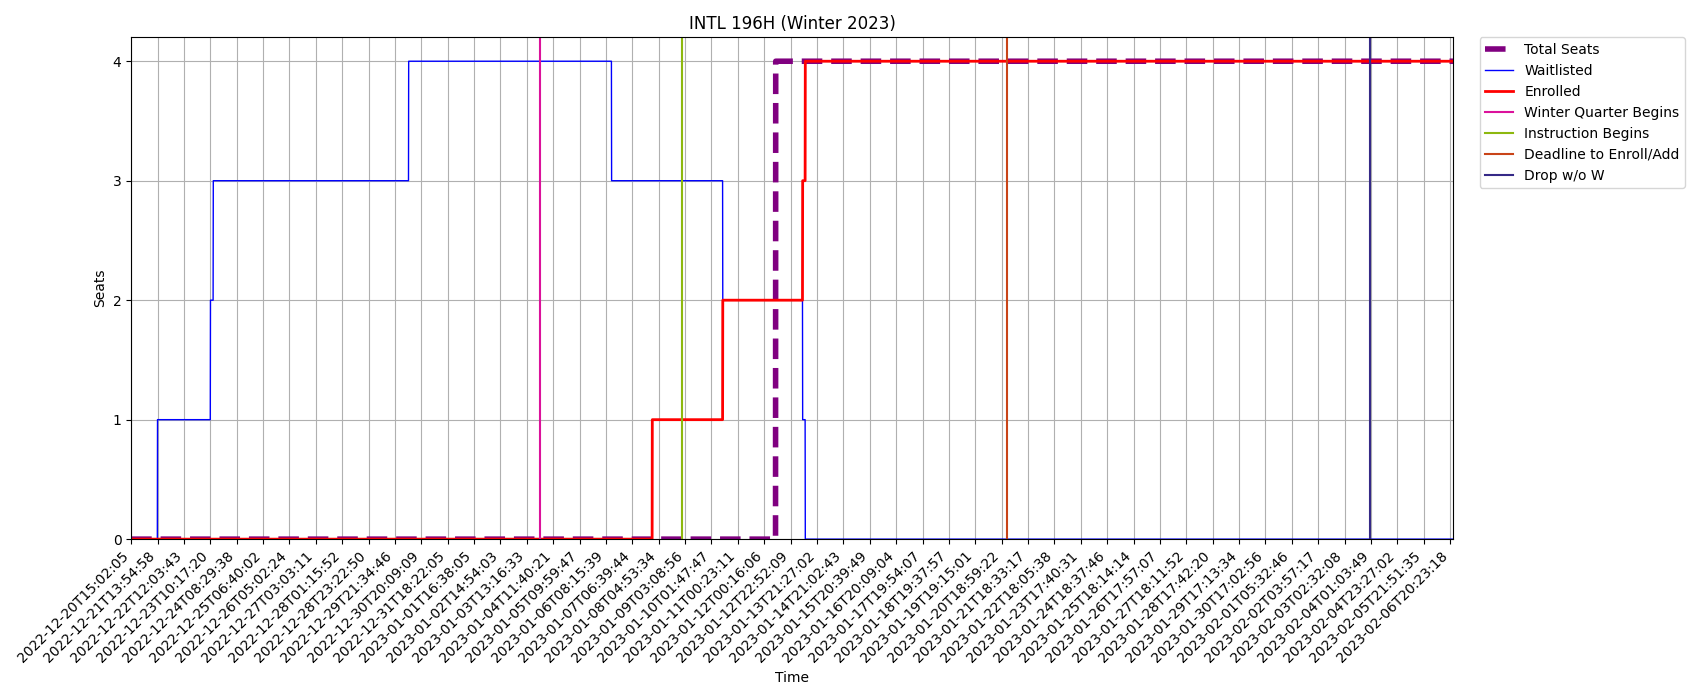 INTL 196H (Winter 2023)
Total Seats
Waitlisted
Enrolled
Winter Quarter Begins
Instruction Begins
Deadline to Enroll/Add
Drop w/o W
Seats
4
3
2
1
0
2022-12-20T15:02:05
2022-12-21T13:54:58
2022-12-22T12:03:43
2022-12-23T10:17:20
2022-12-24T08:29:38
2022-12-25T06:40:02
2022-12-26T05:02:24
2022-12-27T03:03:11
2022-12-28T01:15:52
2022-12-28T23:22:50
2022-12-29T21:34:46
2022-12-30T20:09:09
2022-12-31T18:22:05
2023-01-01T16:38:05
2023-01-02T14:54:03
2023-01-03T13:16:33
2023-01-04T11:40:21
2023-01-05T09:59:47
2023-01-06T08:15:39
2023-01-07T06:39:44
2023-01-08T04:53:34
2023-01-09T03:08:56
2023-01-10T01:47:47
2023-01-11T00:23:11
2023-01-12T00:16:06
2023-01-12T22:52:09
2023-01-13T21:27:02
2023-01-14T21:02:43
2023-01-15T20:39:49
2023-01-16T20:09:04
2023-01-17T19:54:07
2023-01-18T19:37:57
2023-01-19T19:15:01
2023-01-20T18:59:22
2023-01-21T18:33:17
2023-01-22T18:05:38
2023-01-23T17:40:31
2023-01-24T18:37:46
2023-01-25T18:14:14
2023-01-26T17:57:07
2023-01-27T18:11:52
2023-01-28T17:42:20
2023-01-29T17:13:34
2023-01-30T17:02:56
2023-02-01T05:32:46
2023-02-02T03:57:17
2023-02-03T02:32:08
2023-02-04T01:03:49
2023-02-04T23:27:02
2023-02-05T21:51:35
2023-02-06T20:23:18
Time